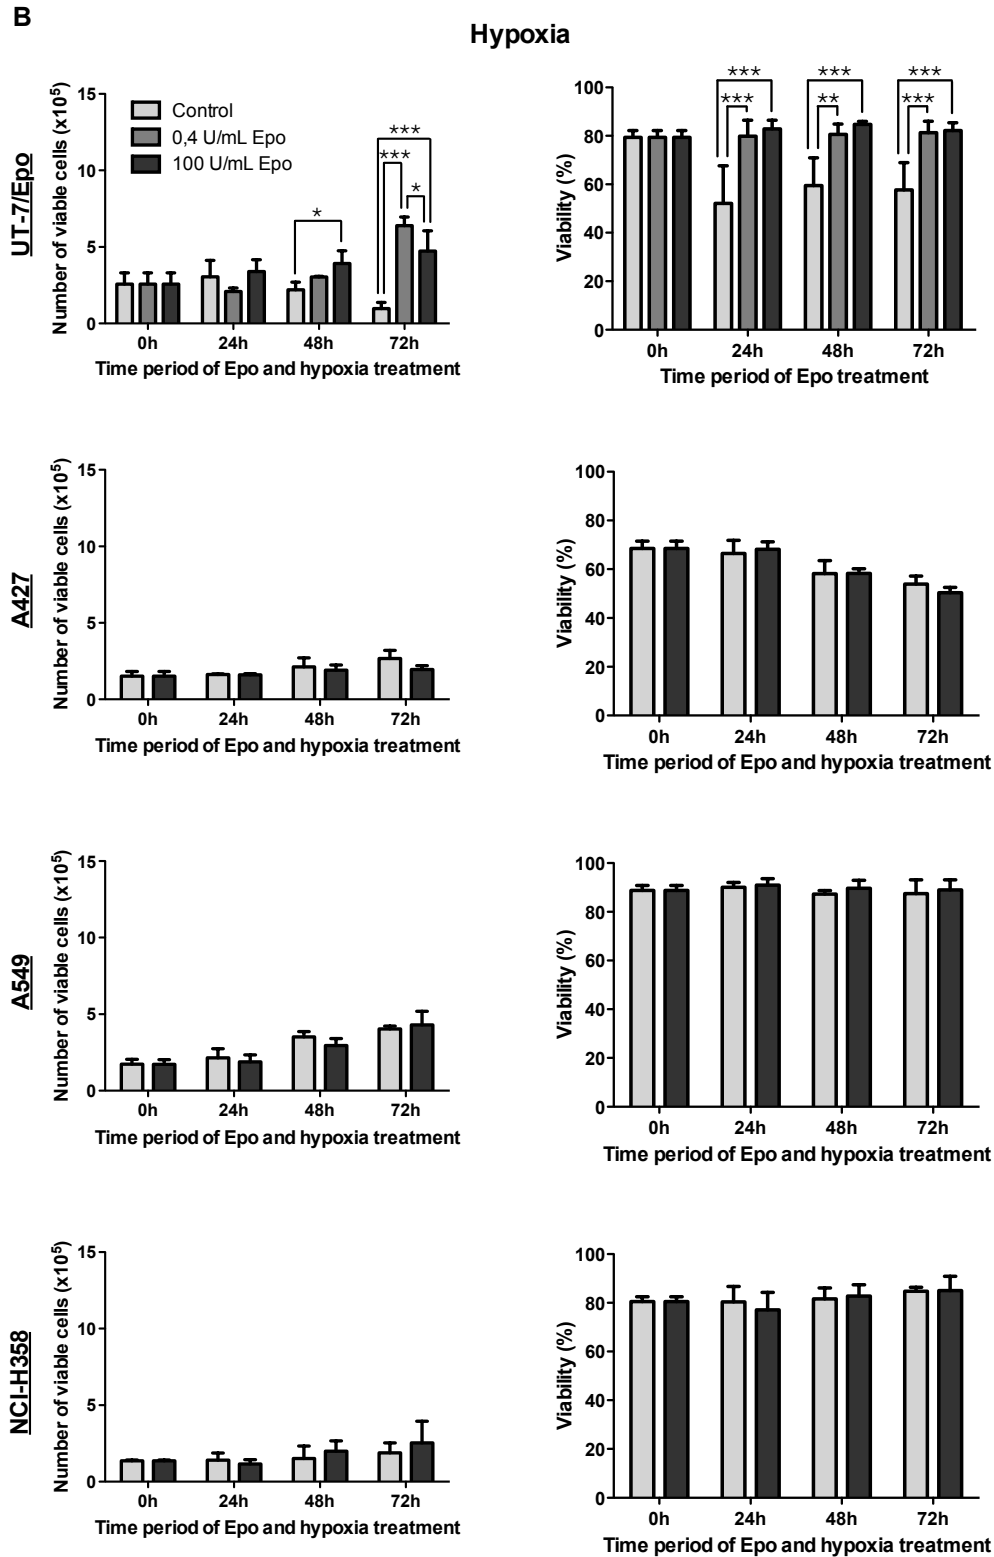 B
Hypoxia
UT-7/Epo
Number of viable cells (x10⁵)
15
10
5
0
Control
0,4 U/mL Epo
100 U/mL Epo
*
***
***
*
0h 24h 48h 72h
Time period of Epo and hypoxia treatment
Viability (%)
100
80
60
40
20
0
***
***
***
**
***
***
0h 24h 48h 72h
Time period of Epo treatment
A427
Number of viable cells (x10⁵)
15
10
5
0
0h 24h 48h 72h
Time period of Epo and hypoxia treatment
Viability (%)
100
80
60
40
20
0
0h 24h 48h 72h
Time period of Epo and hypoxia treatment
A549
Number of viable cells (x10⁵)
15
10
5
0
0h 24h 48h 72h
Time period of Epo and hypoxia treatment
Viability (%)
100
80
60
40
20
0
0h 24h 48h 72h
Time period of Epo and hypoxia treatment
NCI-H358
Number of viable cells (x10⁵)
15
10
5
0
0h 24h 48h 72h
Time period of Epo and hypoxia treatment
Viability (%)
100
80
60
40
20
0
0h 24h 48h 72h
Time period of Epo and hypoxia treatment